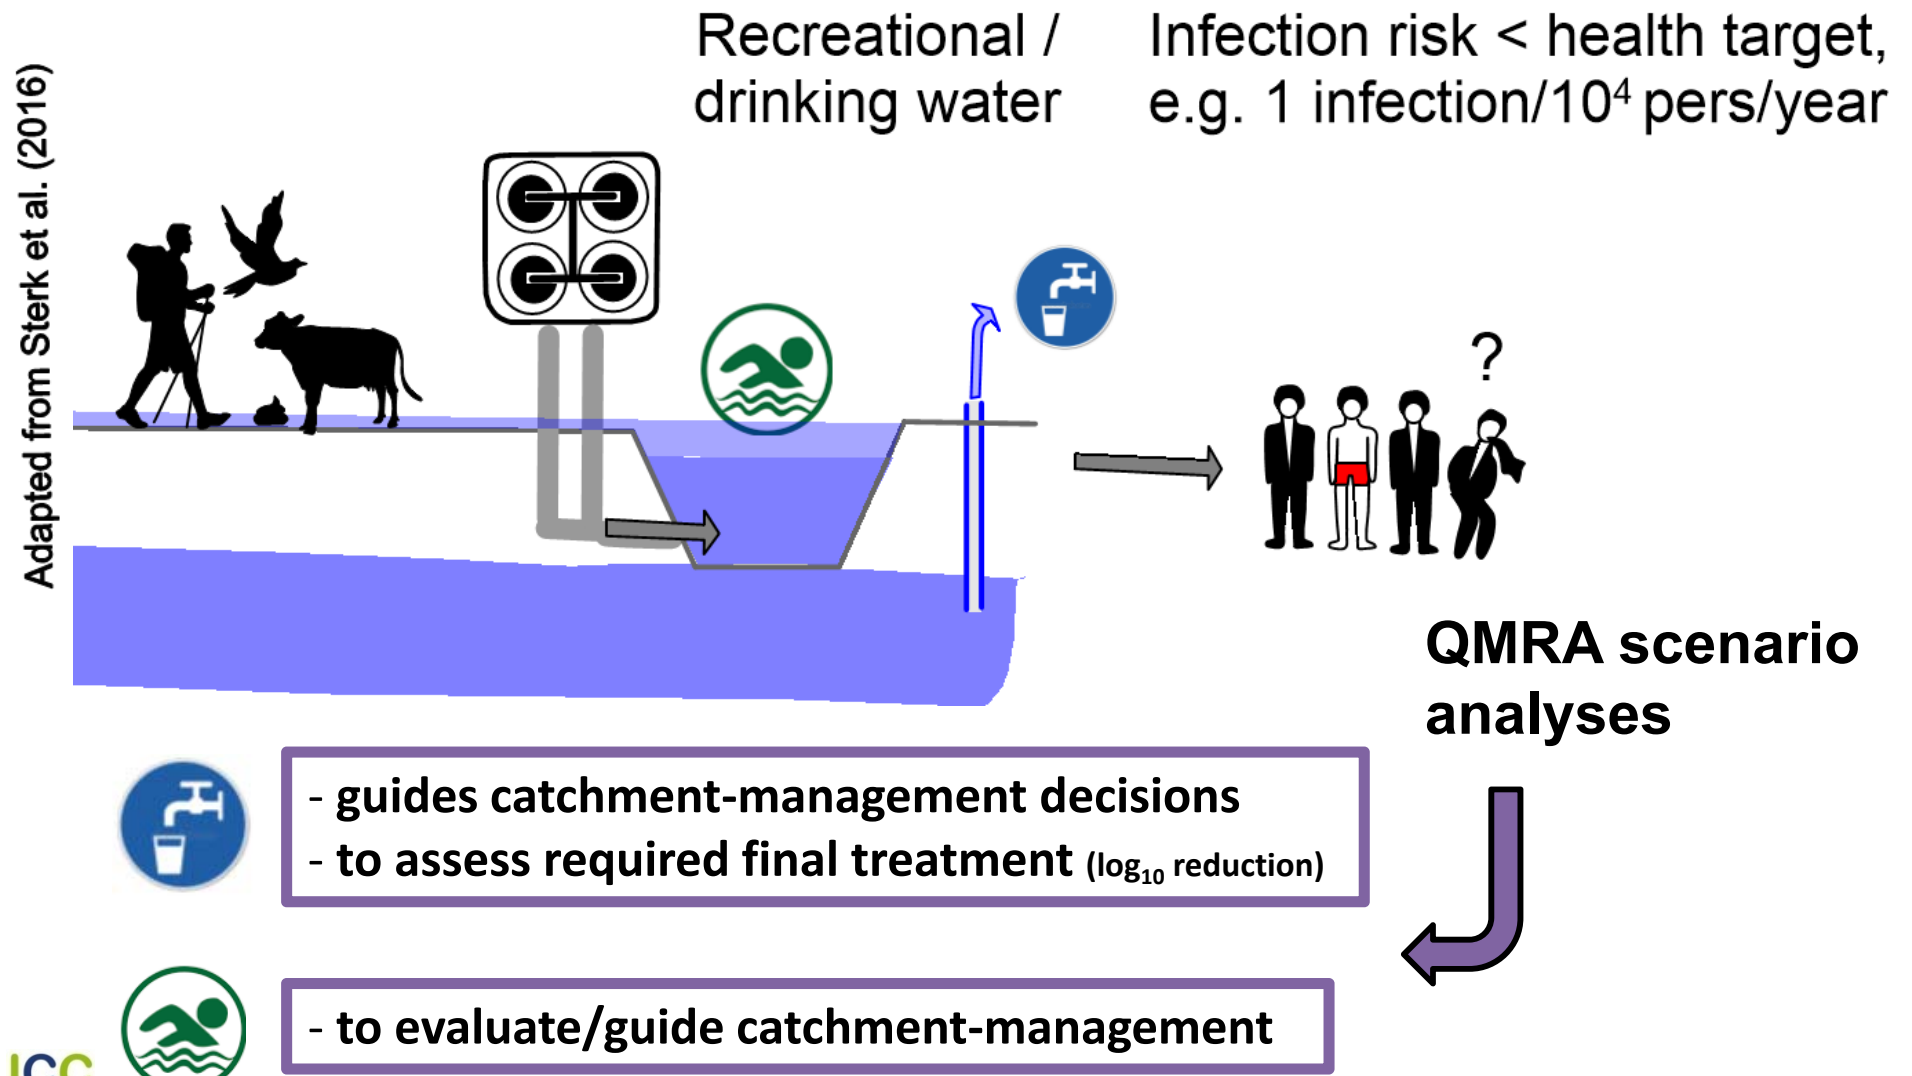 Recreational /
drinking water
Infection risk < health target,
e.g. 1 infection/10⁴ pers/year
Adapted from Sterk et al. (2016)
?
QMRA scenario
analyses
- guides catchment-management decisions
- to assess required final treatment (log₁₀ reduction)
- to evaluate/guide catchment-management